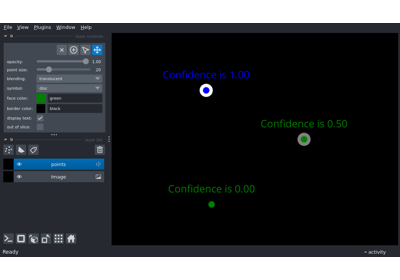 File View Plugins Window Help
opacity: 1.00
point size: 10
blending: translucent
symbol: disc
face color: green
border color: black
display text:
out of slice:
points
Image
Ready
activity
Confidence is 1.00
Confidence is 0.50
Confidence is 0.00